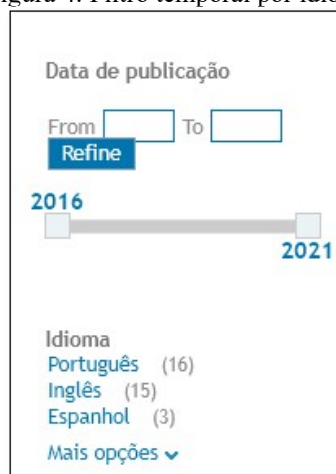 Figura 4. Filtro temporal por idio
Data de publicação
From To
Refine
2016
2021
Idioma
Português (16)
Inglês (15)
Espanhol (3)
Mais opções